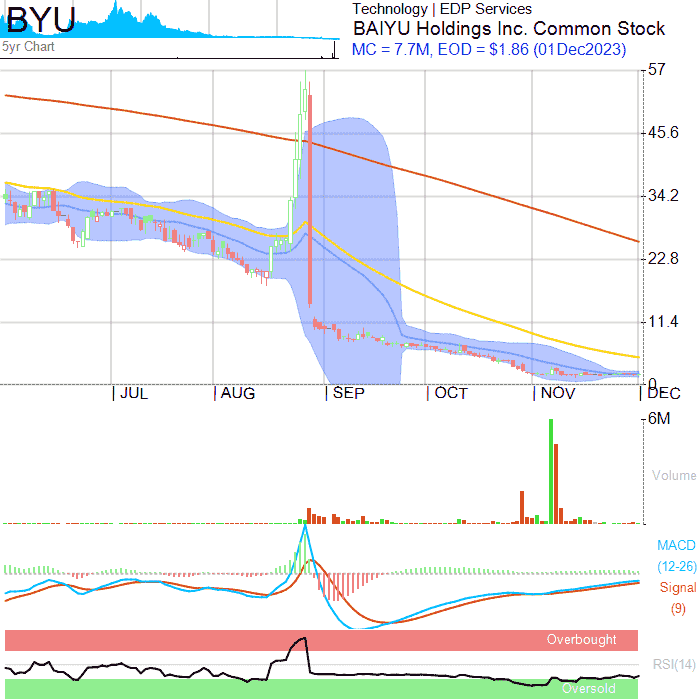 BYU
5yr Chart
Technology | EDP Services
BAIYU Holdings Inc. Common Stock
MC = 7.7M, EOD = $1.86 (01Dec2023)
57
45.6
34.2
22.8
11.4
0
JUL AUG SEP OCT NOV DEC
6M
Volume
MACD
(12-26)
Signal
(9)
Overbought
RSI(14)
Oversold